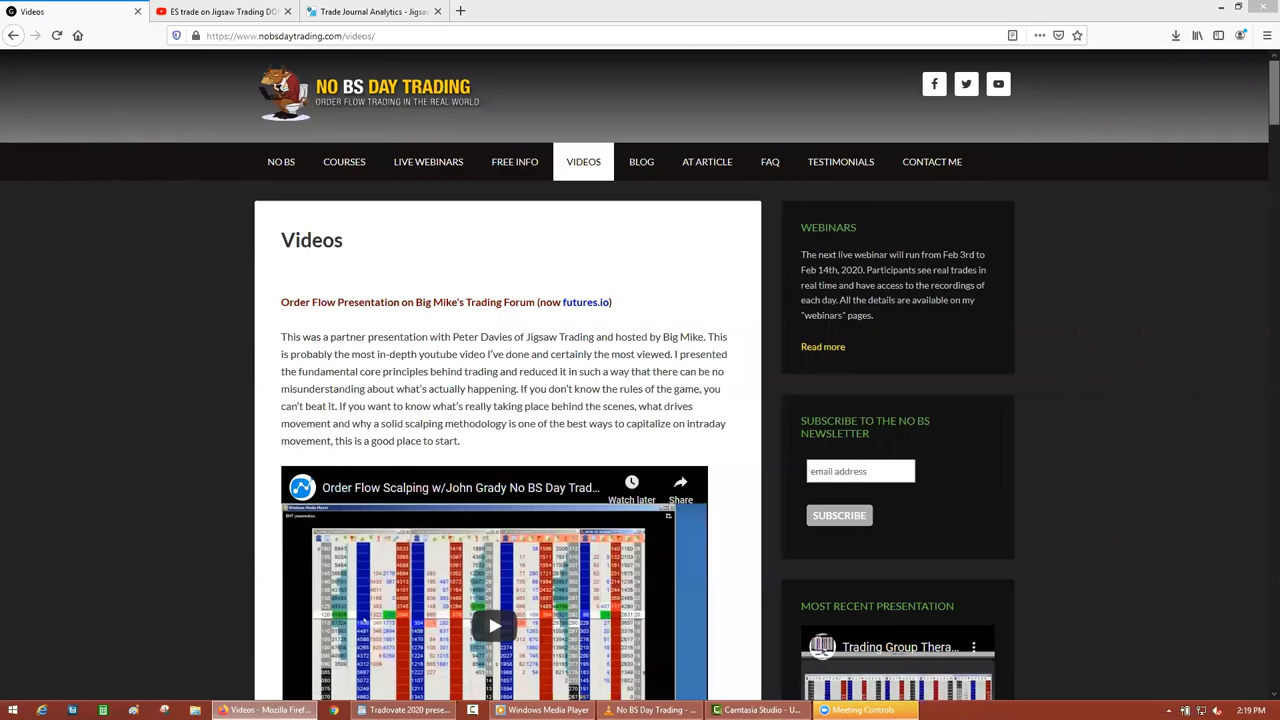 Videos
ES trade on Jigsaw Trading DO
Trade Journal Analytics - Jigsa
https://www.nobsdaytrading.com/videos/
NO BS DAY TRADING
ORDER FLOW TRADING IN THE REAL WORLD
NO BS
COURSES
LIVE WEBINARS
FREE INFO
VIDEOS
BLOG
AT ARTICLE
FAQ
TESTIMONIALS
CONTACT ME
Videos
Order Flow Presentation on Big Mike's Trading Forum (now futures.io)
This was a partner presentation with Peter Davies of Jigsaw Trading and hosted by Big Mike. This
is probably the most in-depth youtube video I've done and certainly the most viewed. I presented
the fundamental core principles behind trading and reduced it in such a way that there can be no
misunderstanding about what's actually happening. If you don't know the rules of the game, you
can't beat it. If you want to know what's really taking place behind the scenes, what drives
movement and why a solid scalping methodology is one of the best ways to capitalize on intraday
movement, this is a good place to start.
Order Flow Scalping w/John Grady No BS Day Trad...
Watch later
Share
Windows Media Player
BMT presentation
WEBINARS
The next live webinar will run from Feb 3rd to
Feb 14th, 2020. Participants see real trades in
real time and have access to the recordings of
each day. All the details are available on my
"webinars" pages.
Read more
SUBSCRIBE TO THE NO BS
NEWSLETTER
email address
SUBSCRIBE
MOST RECENT PRESENTATION
Trading Group Thera...
Videos - Mozilla Firef...
Tradovate 2020 prese...
Windows Media Player
No BS Day Trading - ...
Camtasia Studio - U...
Meeting Controls
2:19 PM